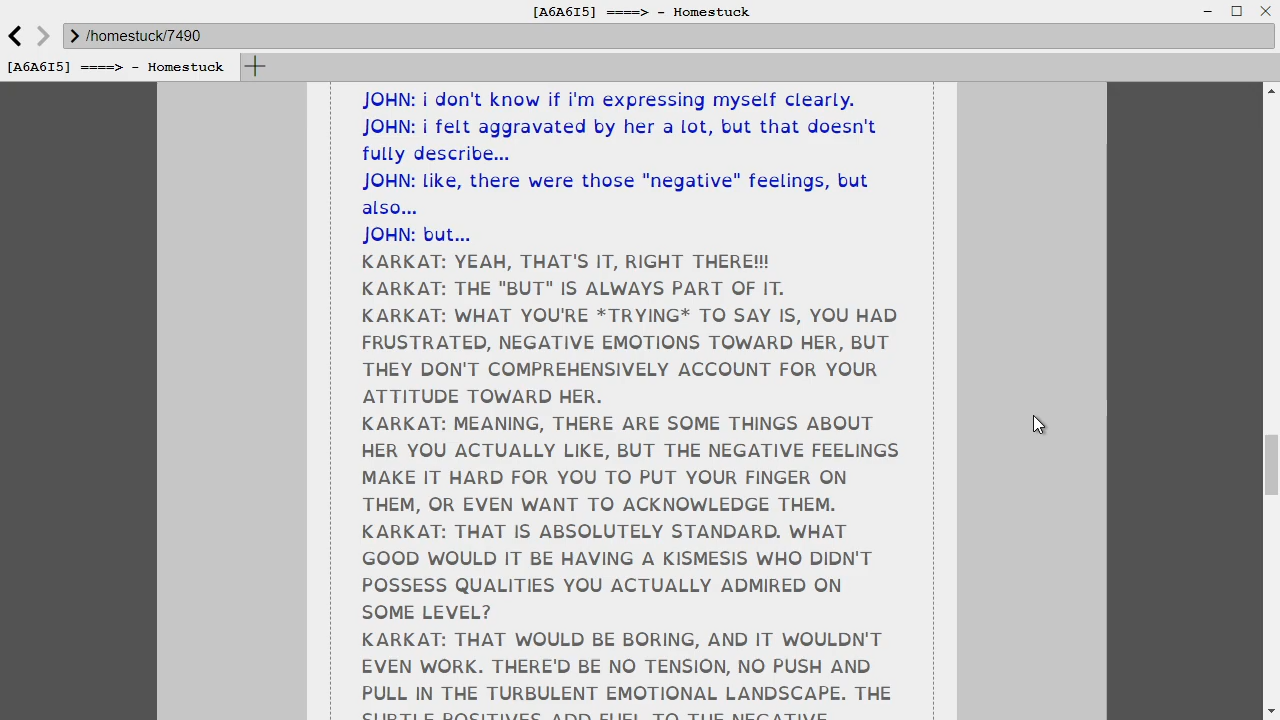 [A6A6I5] ====> - Homestuck
/homestuck/7490
[A6A6I5] ====> - Homestuck
JOHN: i don't know if i'm expressing myself clearly.
JOHN: i felt aggravated by her a lot, but that doesn't
fully describe...
JOHN: like, there were those "negative" feelings, but
also...
JOHN: but...
KARKAT: YEAH, THAT'S IT, RIGHT THERE!!!
KARKAT: THE "BUT" IS ALWAYS PART OF IT.
KARKAT: WHAT YOU'RE *TRYING* TO SAY IS, YOU HAD
FRUSTRATED, NEGATIVE EMOTIONS TOWARD HER, BUT
THEY DON'T COMPREHENSIVELY ACCOUNT FOR YOUR
ATTITUDE TOWARD HER.
KARKAT: MEANING, THERE ARE SOME THINGS ABOUT
HER YOU ACTUALLY LIKE, BUT THE NEGATIVE FEELINGS
MAKE IT HARD FOR YOU TO PUT YOUR FINGER ON
THEM, OR EVEN WANT TO ACKNOWLEDGE THEM.
KARKAT: THAT IS ABSOLUTELY STANDARD. WHAT
GOOD WOULD IT BE HAVING A KISMESIS WHO DIDN'T
POSSESS QUALITIES YOU ACTUALLY ADMIRED ON
SOME LEVEL?
KARKAT: THAT WOULD BE BORING, AND IT WOULDN'T
EVEN WORK. THERE'D BE NO TENSION, NO PUSH AND
PULL IN THE TURBULENT EMOTIONAL LANDSCAPE. THE
SUBTLE POSITIVES ADD FUEL TO THE NEGATIVE